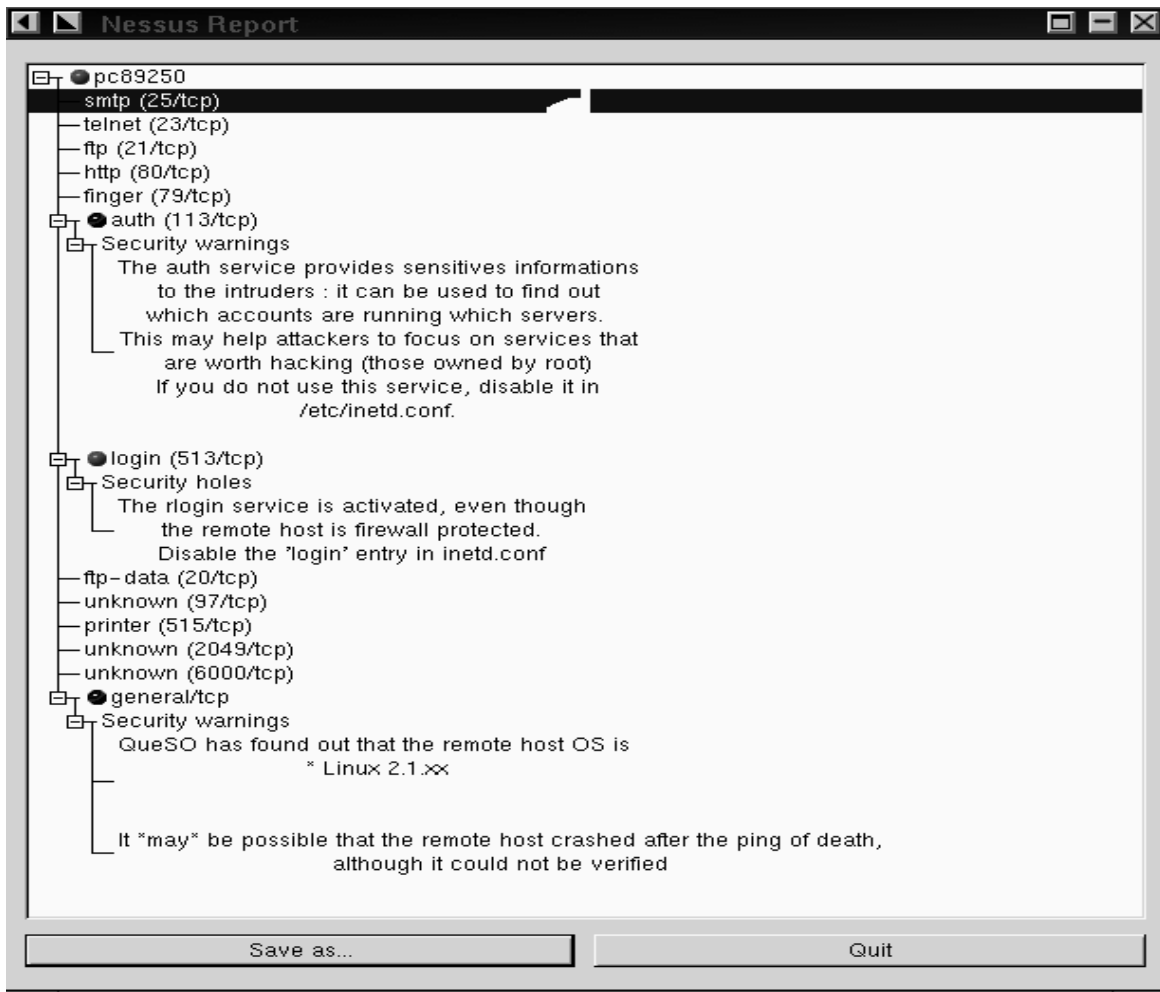 Nessus Report
pc89250
smtp (25/tcp)
telnet (23/tcp)
ftp (21/tcp)
http (80/tcp)
finger (79/tcp)
auth (113/tcp)
Security warnings
The auth service provides sensitives informations
to the intruders : it can be used to find out
which accounts are running which servers.
This may help attackers to focus on services that
are worth hacking (those owned by root)
If you do not use this service, disable it in
/etc/inetd.conf.
login (513/tcp)
Security holes
The rlogin service is activated, even though
the remote host is firewall protected.
Disable the 'login' entry in inetd.conf
ftp-data (20/tcp)
unknown (97/tcp)
printer (515/tcp)
unknown (2049/tcp)
unknown (6000/tcp)
general/tcp
Security warnings
QueSO has found out that the remote host OS is
* Linux 2.1.xx
It *may* be possible that the remote host crashed after the ping of death,
although it could not be verified
Save as...
Quit